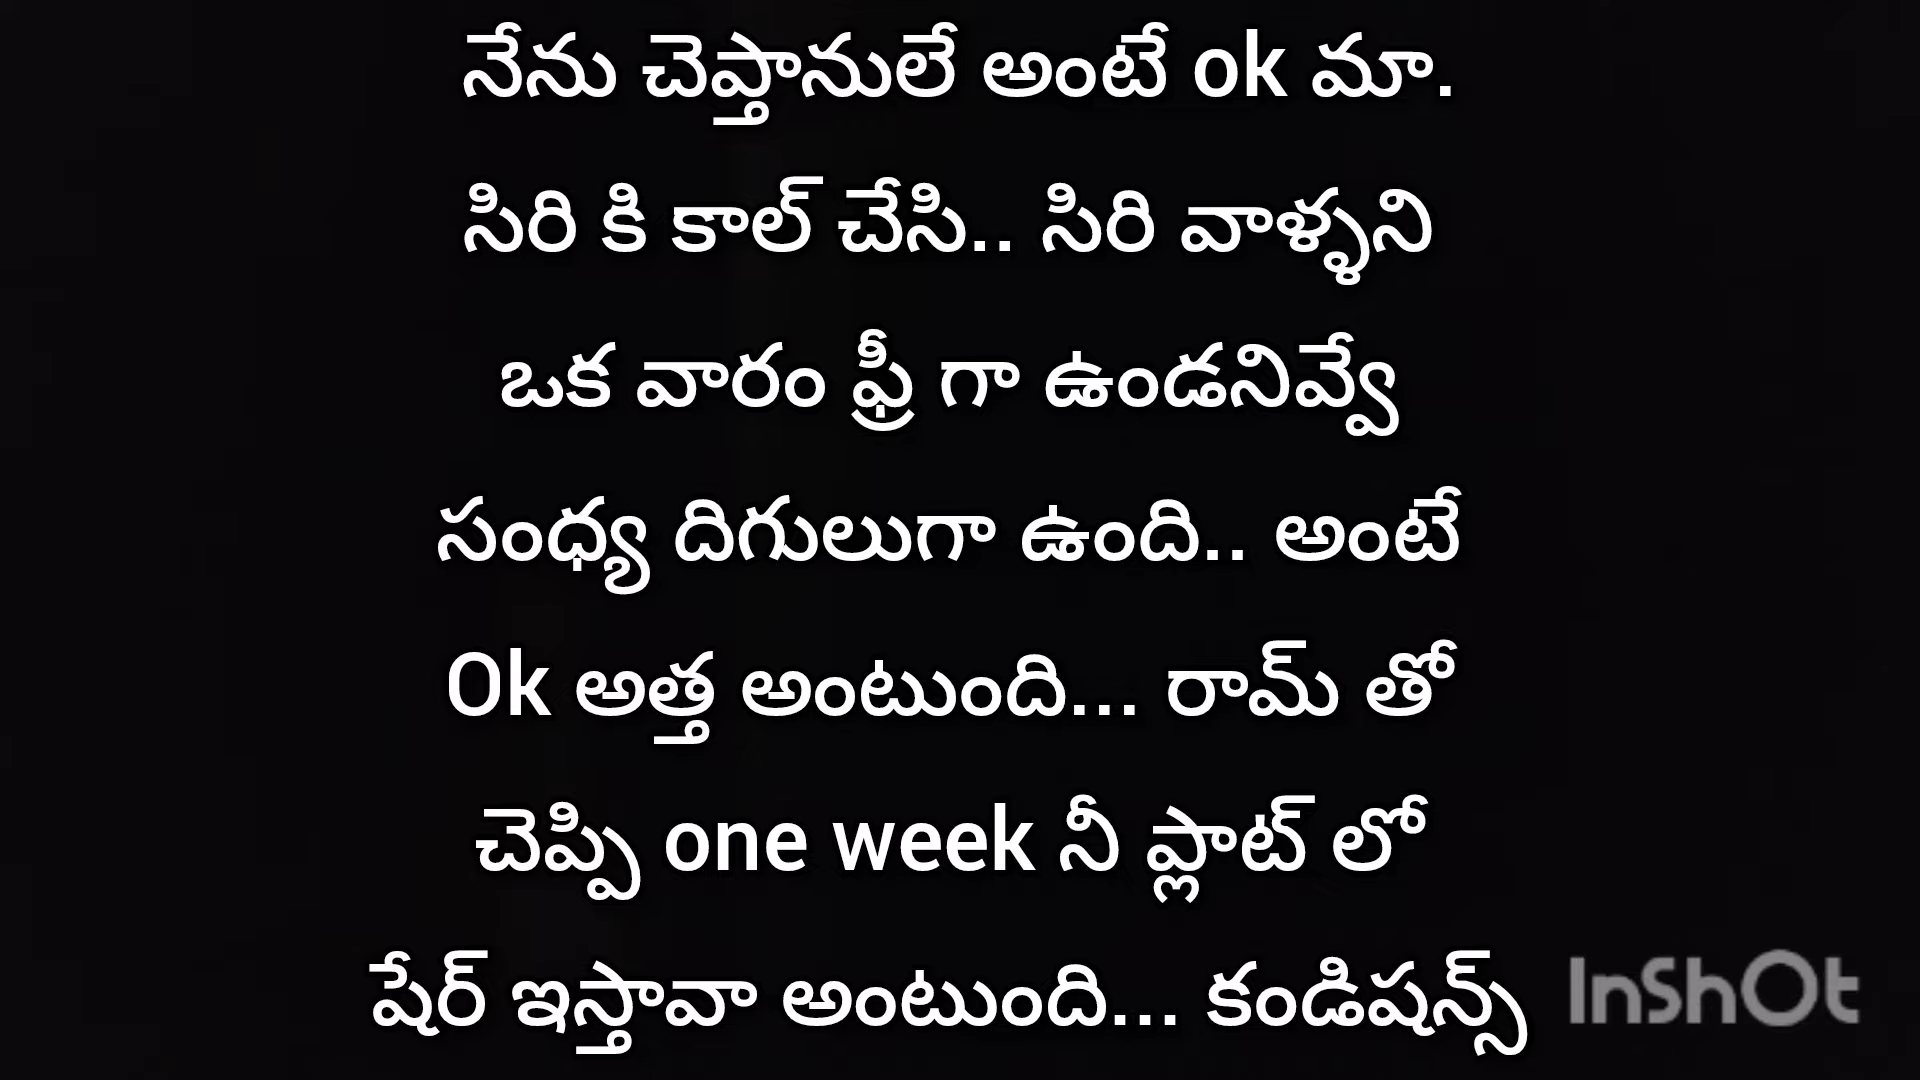 నేను చెప్తానులే అంటే ok మా.
సిరి కి కాల్ చేసి.. సిరి వాళ్ళని
ఒక వారం ఫ్రీ గా ఉండనివ్వే
సంధ్య దిగులుగా ఉంది.. అంటే
Ok అత్త అంటుంది... రామ్ తో
చెప్పి one week నీ ప్లాట్ లో
షేర్ ఇస్తావా అంటుంది... కండిషన్స్
InShOt